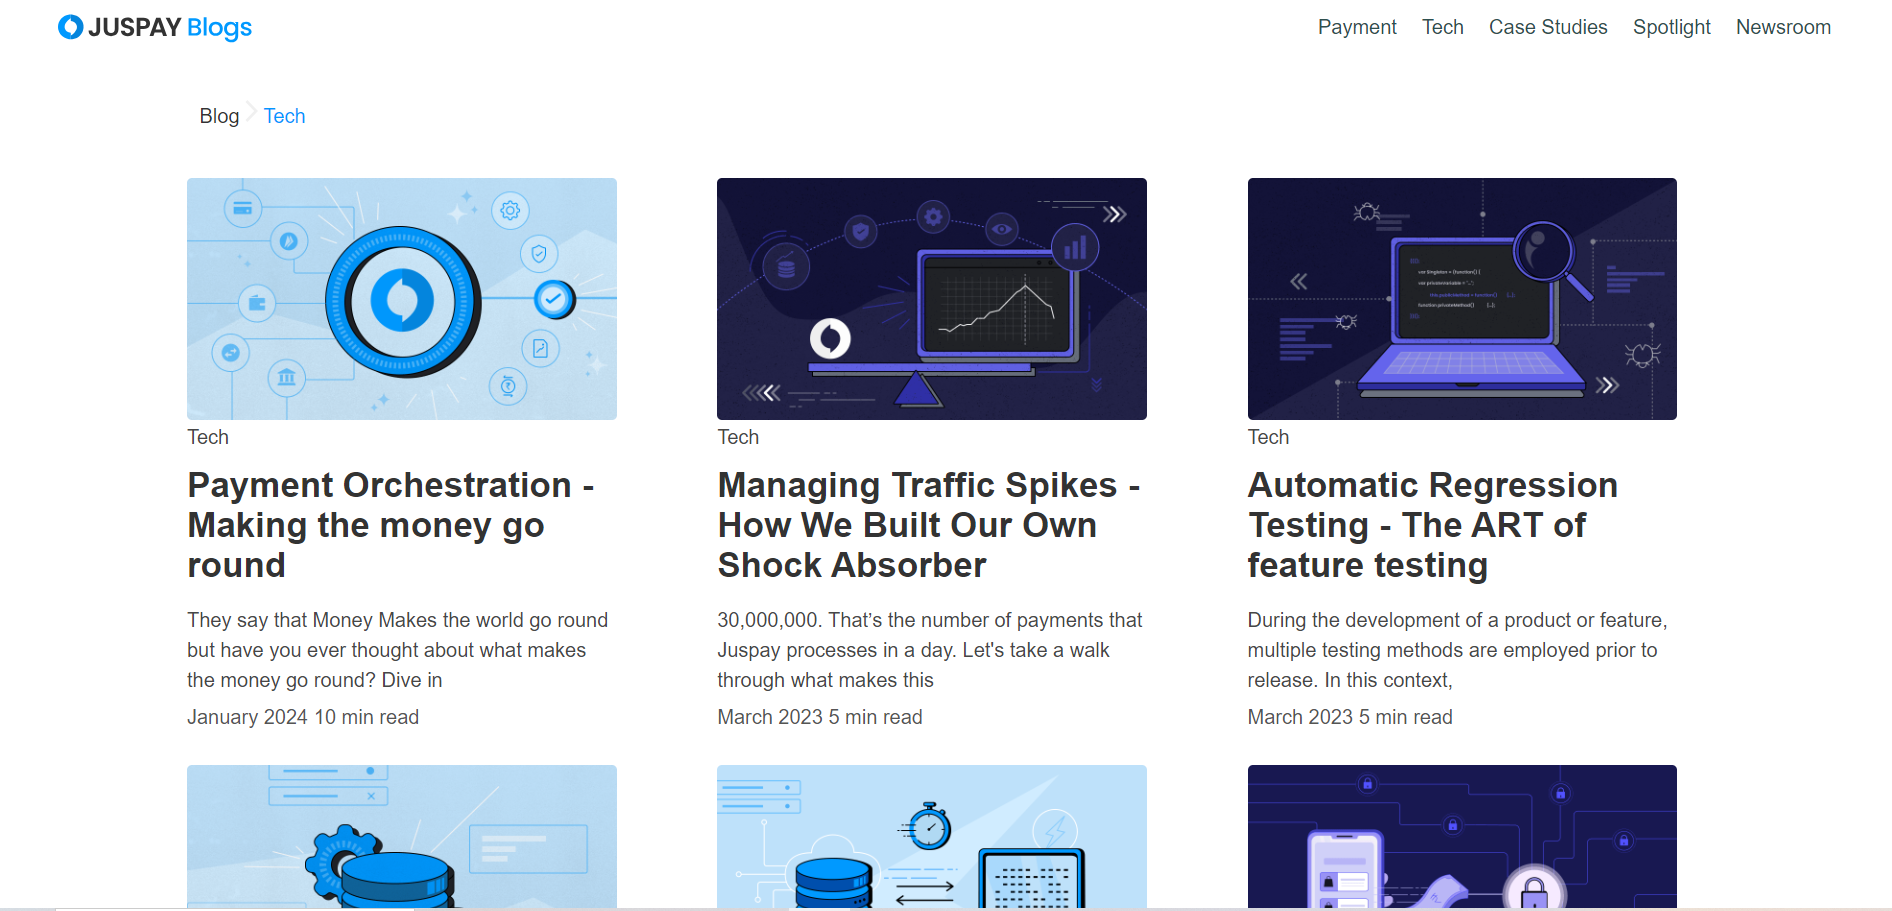 JUSPAY Blogs
Payment Tech Case Studies Spotlight Newsroom
Blog Tech
Tech
Payment Orchestration -
Making the money go
round
They say that Money Makes the world go round
but have you ever thought about what makes
the money go round? Dive in
January 2024 10 min read
Tech
Managing Traffic Spikes -
How We Built Our Own
Shock Absorber
30,000,000. That’s the number of payments that
Juspay processes in a day. Let's take a walk
through what makes this
March 2023 5 min read
Tech
Automatic Regression
Testing - The ART of
feature testing
During the development of a product or feature,
multiple testing methods are employed prior to
release. In this context,
March 2023 5 min read